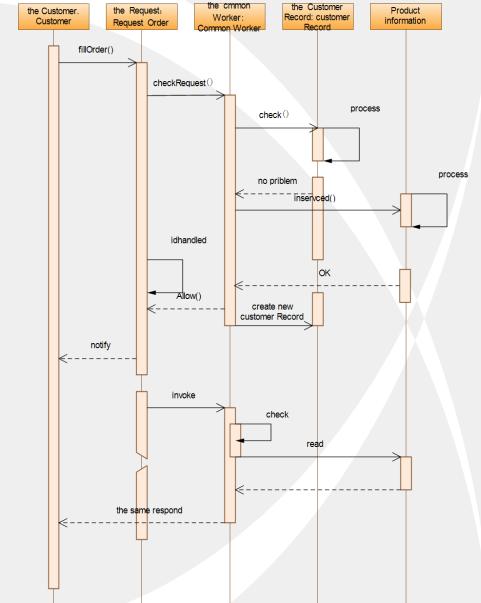 the Customer.
Customer
the Request:
Request Order
the cmmon
Worker:
Common Worker
the Customer
Record: customer
Record
Product
information
fillOrder()
checkRequest()
check()
process
process
no priblem
inservced()
idhandled
OK
Allow()
create new
customer Record
notify
invoke
check
read
the same respond